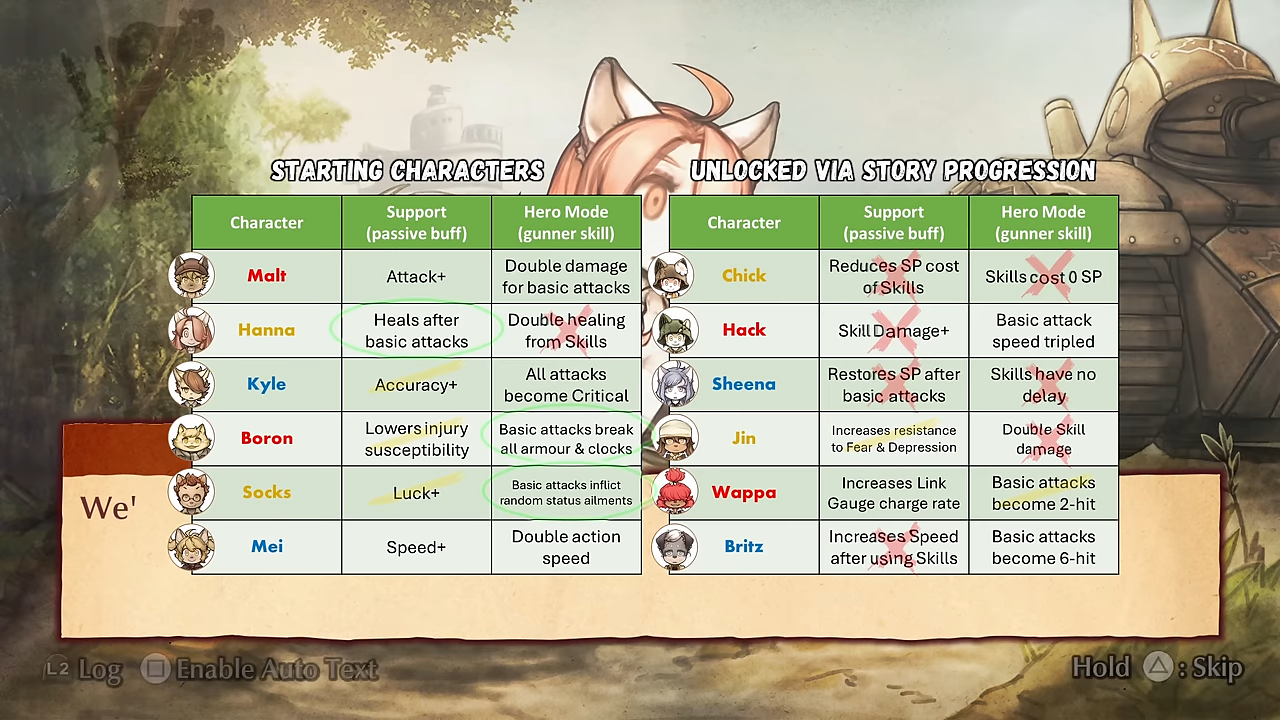 STARTING CHARACTERS
Character
Support
(passive buff)
Hero Mode
(gunner skill)
Malt
Attack+
Double damage
for basic attacks
Hanna
Heals after
basic attacks
Double healing
from Skills
Kyle
Accuracy+
All attacks
become Critical
Boron
Lowers injury
susceptibility
Basic attacks break
all armour & clocks
Socks
Luck+
Basic attacks inflict
random status ailments
Mei
Speed+
Double action
speed
UNLOCKED VIA STORY PROGRESSION
Character
Support
(passive buff)
Hero Mode
(gunner skill)
Chick
Reduces SP cost
of Skills
Skills cost 0 SP
Hack
Skill Damage+
Basic attack
speed tripled
Sheena
Restores SP after
basic attacks
Skills have no
delay
Jin
Increases resistance
to Fear & Depression
Double Skill
damage
Wappa
Increases Link
Gauge charge rate
Basic attacks
become 2-hit
Britz
Increases Speed
after using Skills
Basic attacks
become 6-hit
We'
L2 Log Enable Auto Text
Hold : Skip